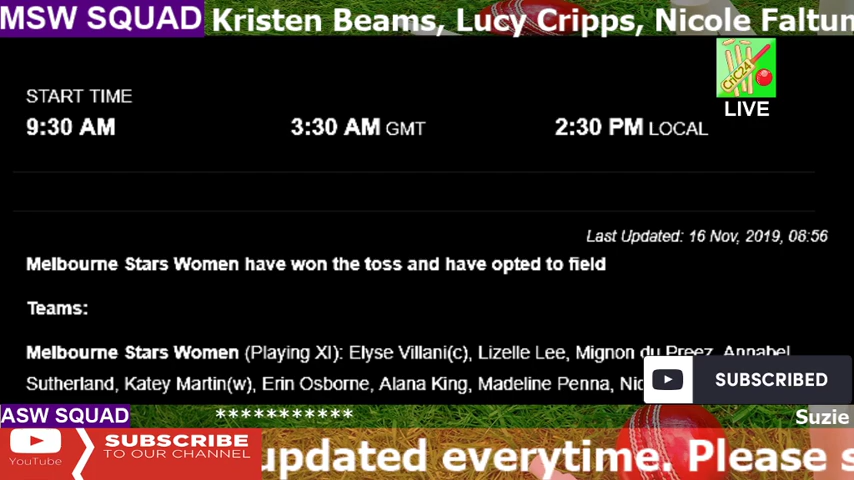 MSW SQUAD Kristen Beams, Lucy Cripps, Nicole Faltum
Cric24
LIVE
START TIME
9:30 AM 3:30 AM GMT 2:30 PM LOCAL
Last Updated: 16 Nov, 2019, 08:56
Melbourne Stars Women have won the toss and have opted to field
Teams:
Melbourne Stars Women (Playing XI): Elyse Villani(c), Lizelle Lee, Mignon du Preez, Annabel
Sutherland, Katey Martin(w), Erin Osborne, Alana King, Madeline Penna,
SUBSCRIBED
ASW SQUAD *********** Suzie
YouTube
SUBSCRIBE
TO OUR CHANNEL
updated everytime. Please